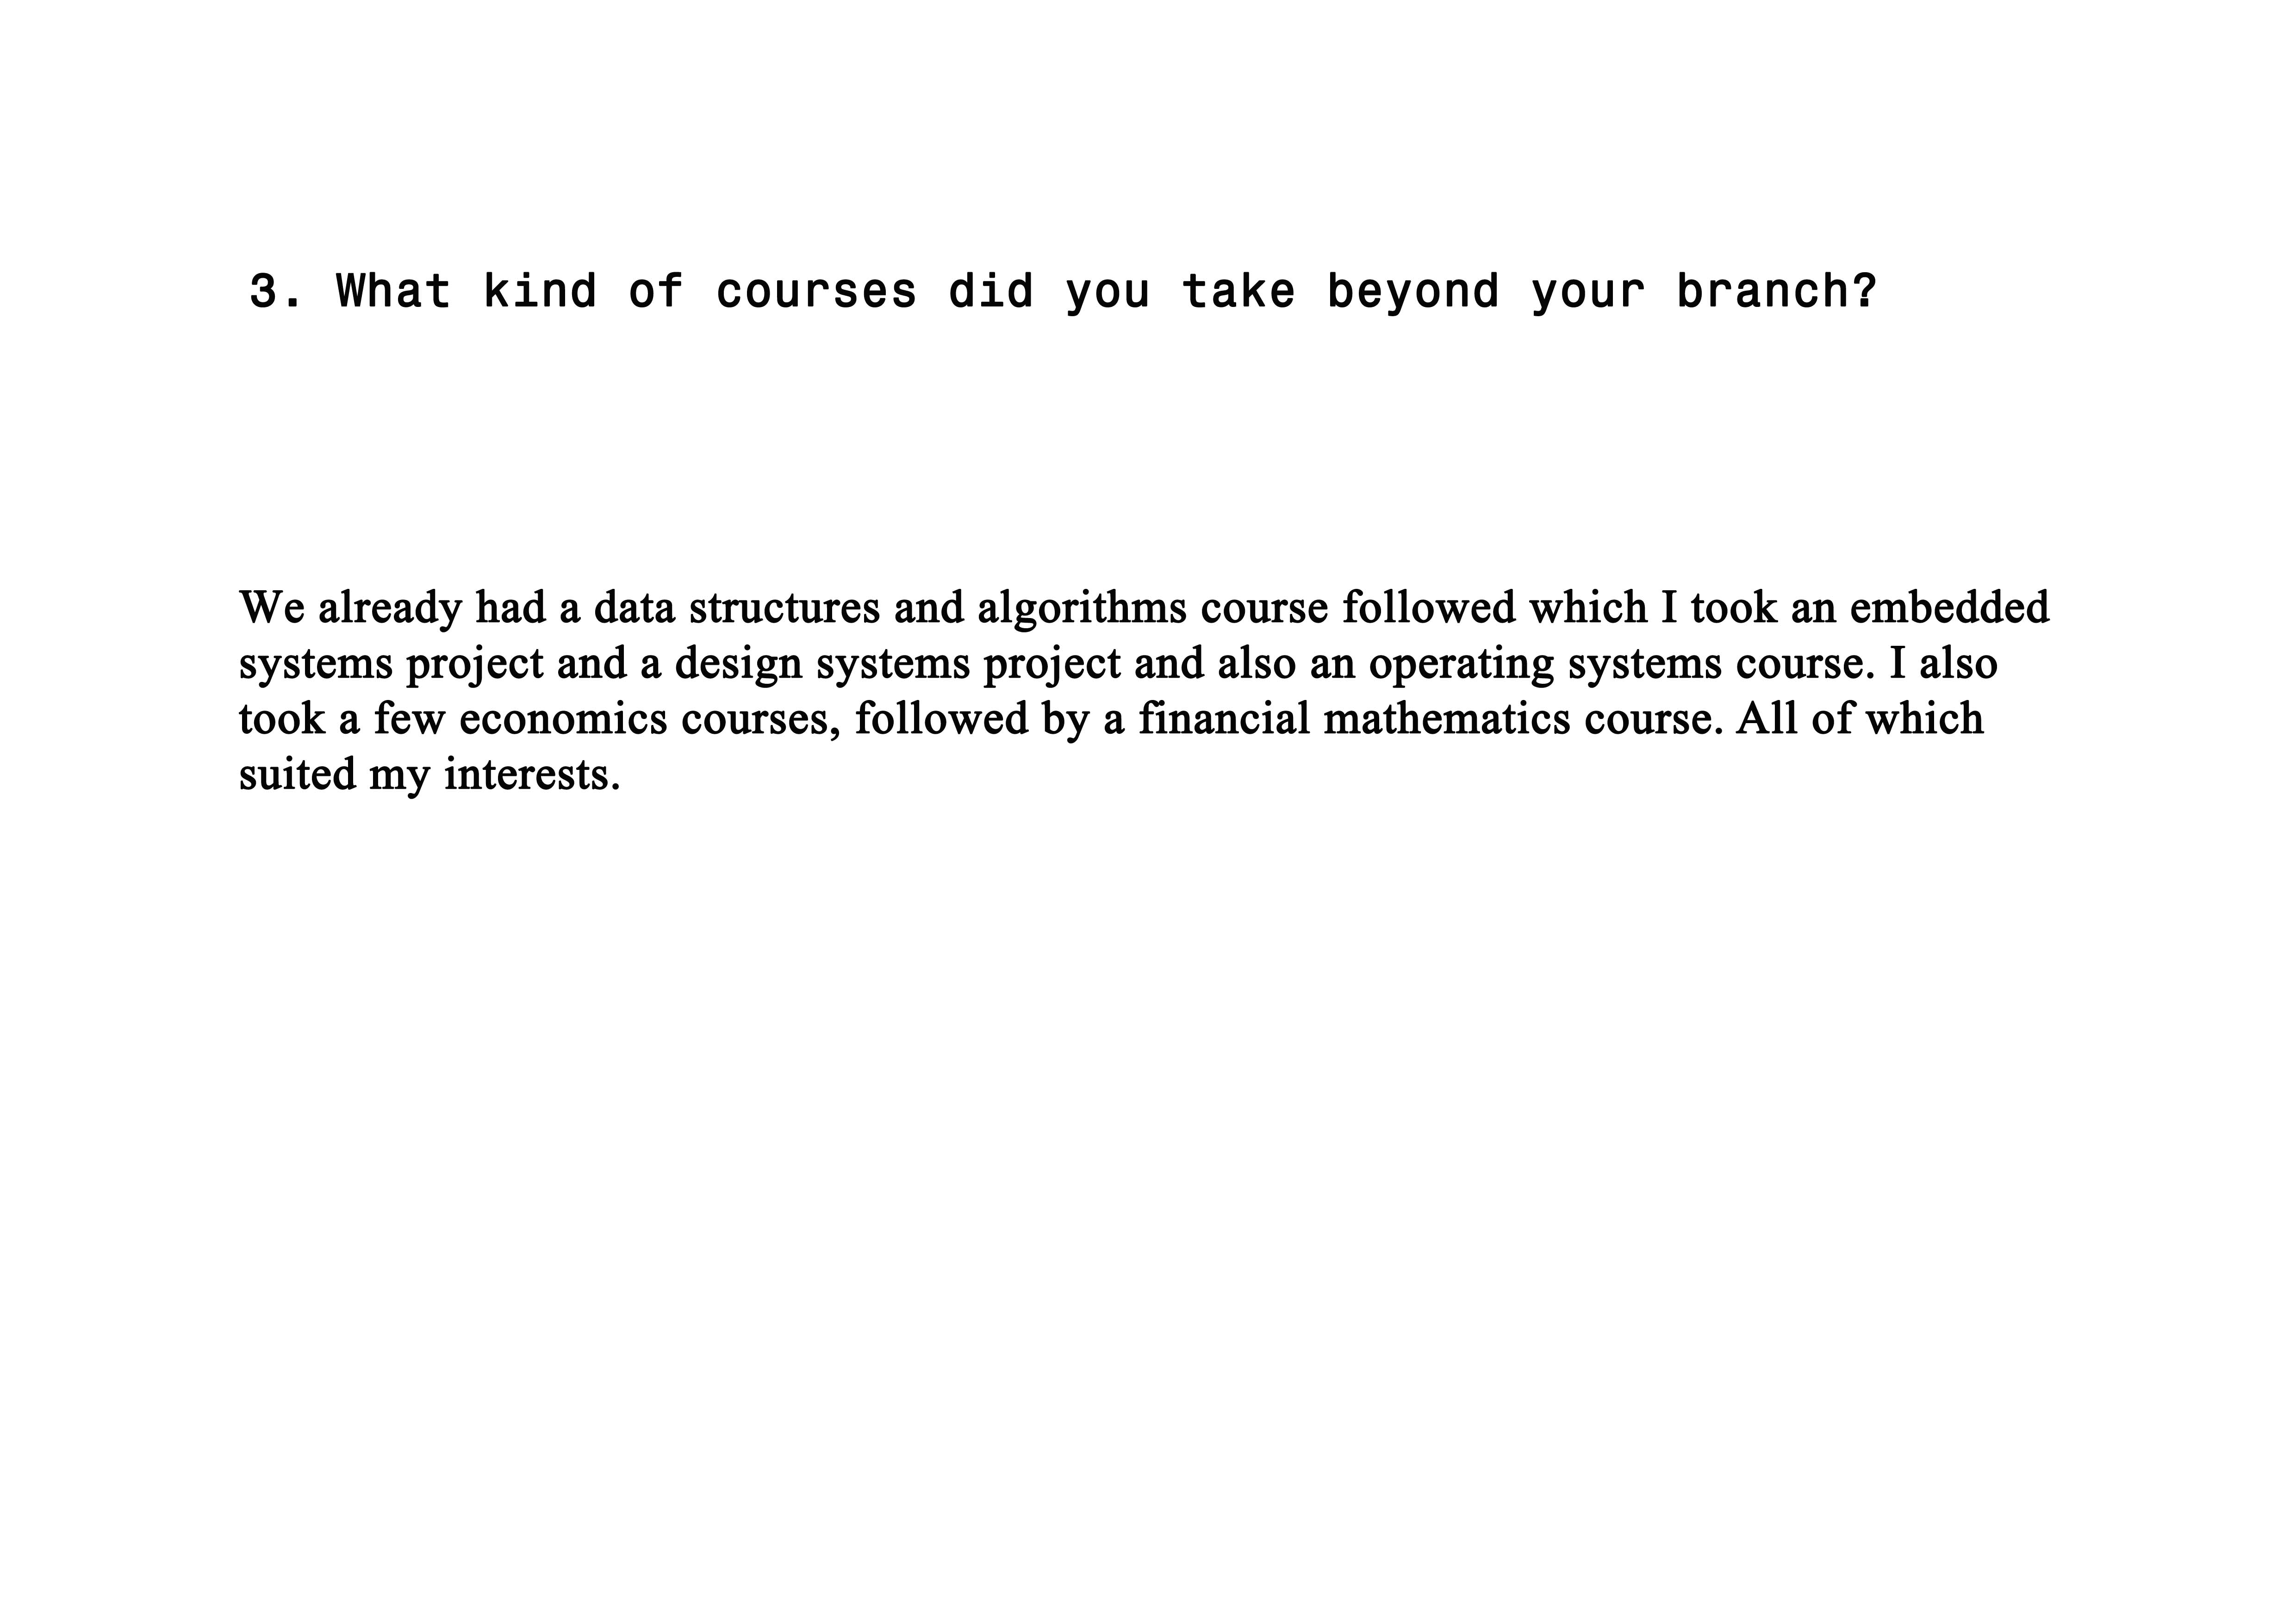 3. What kind of courses did you take beyond your branch?
We already had a data structures and algorithms course followed which I took an embedded
systems project and a design systems project and also an operating systems course. I also
took a few economics courses, followed by a financial mathematics course. All of which
suited my interests.